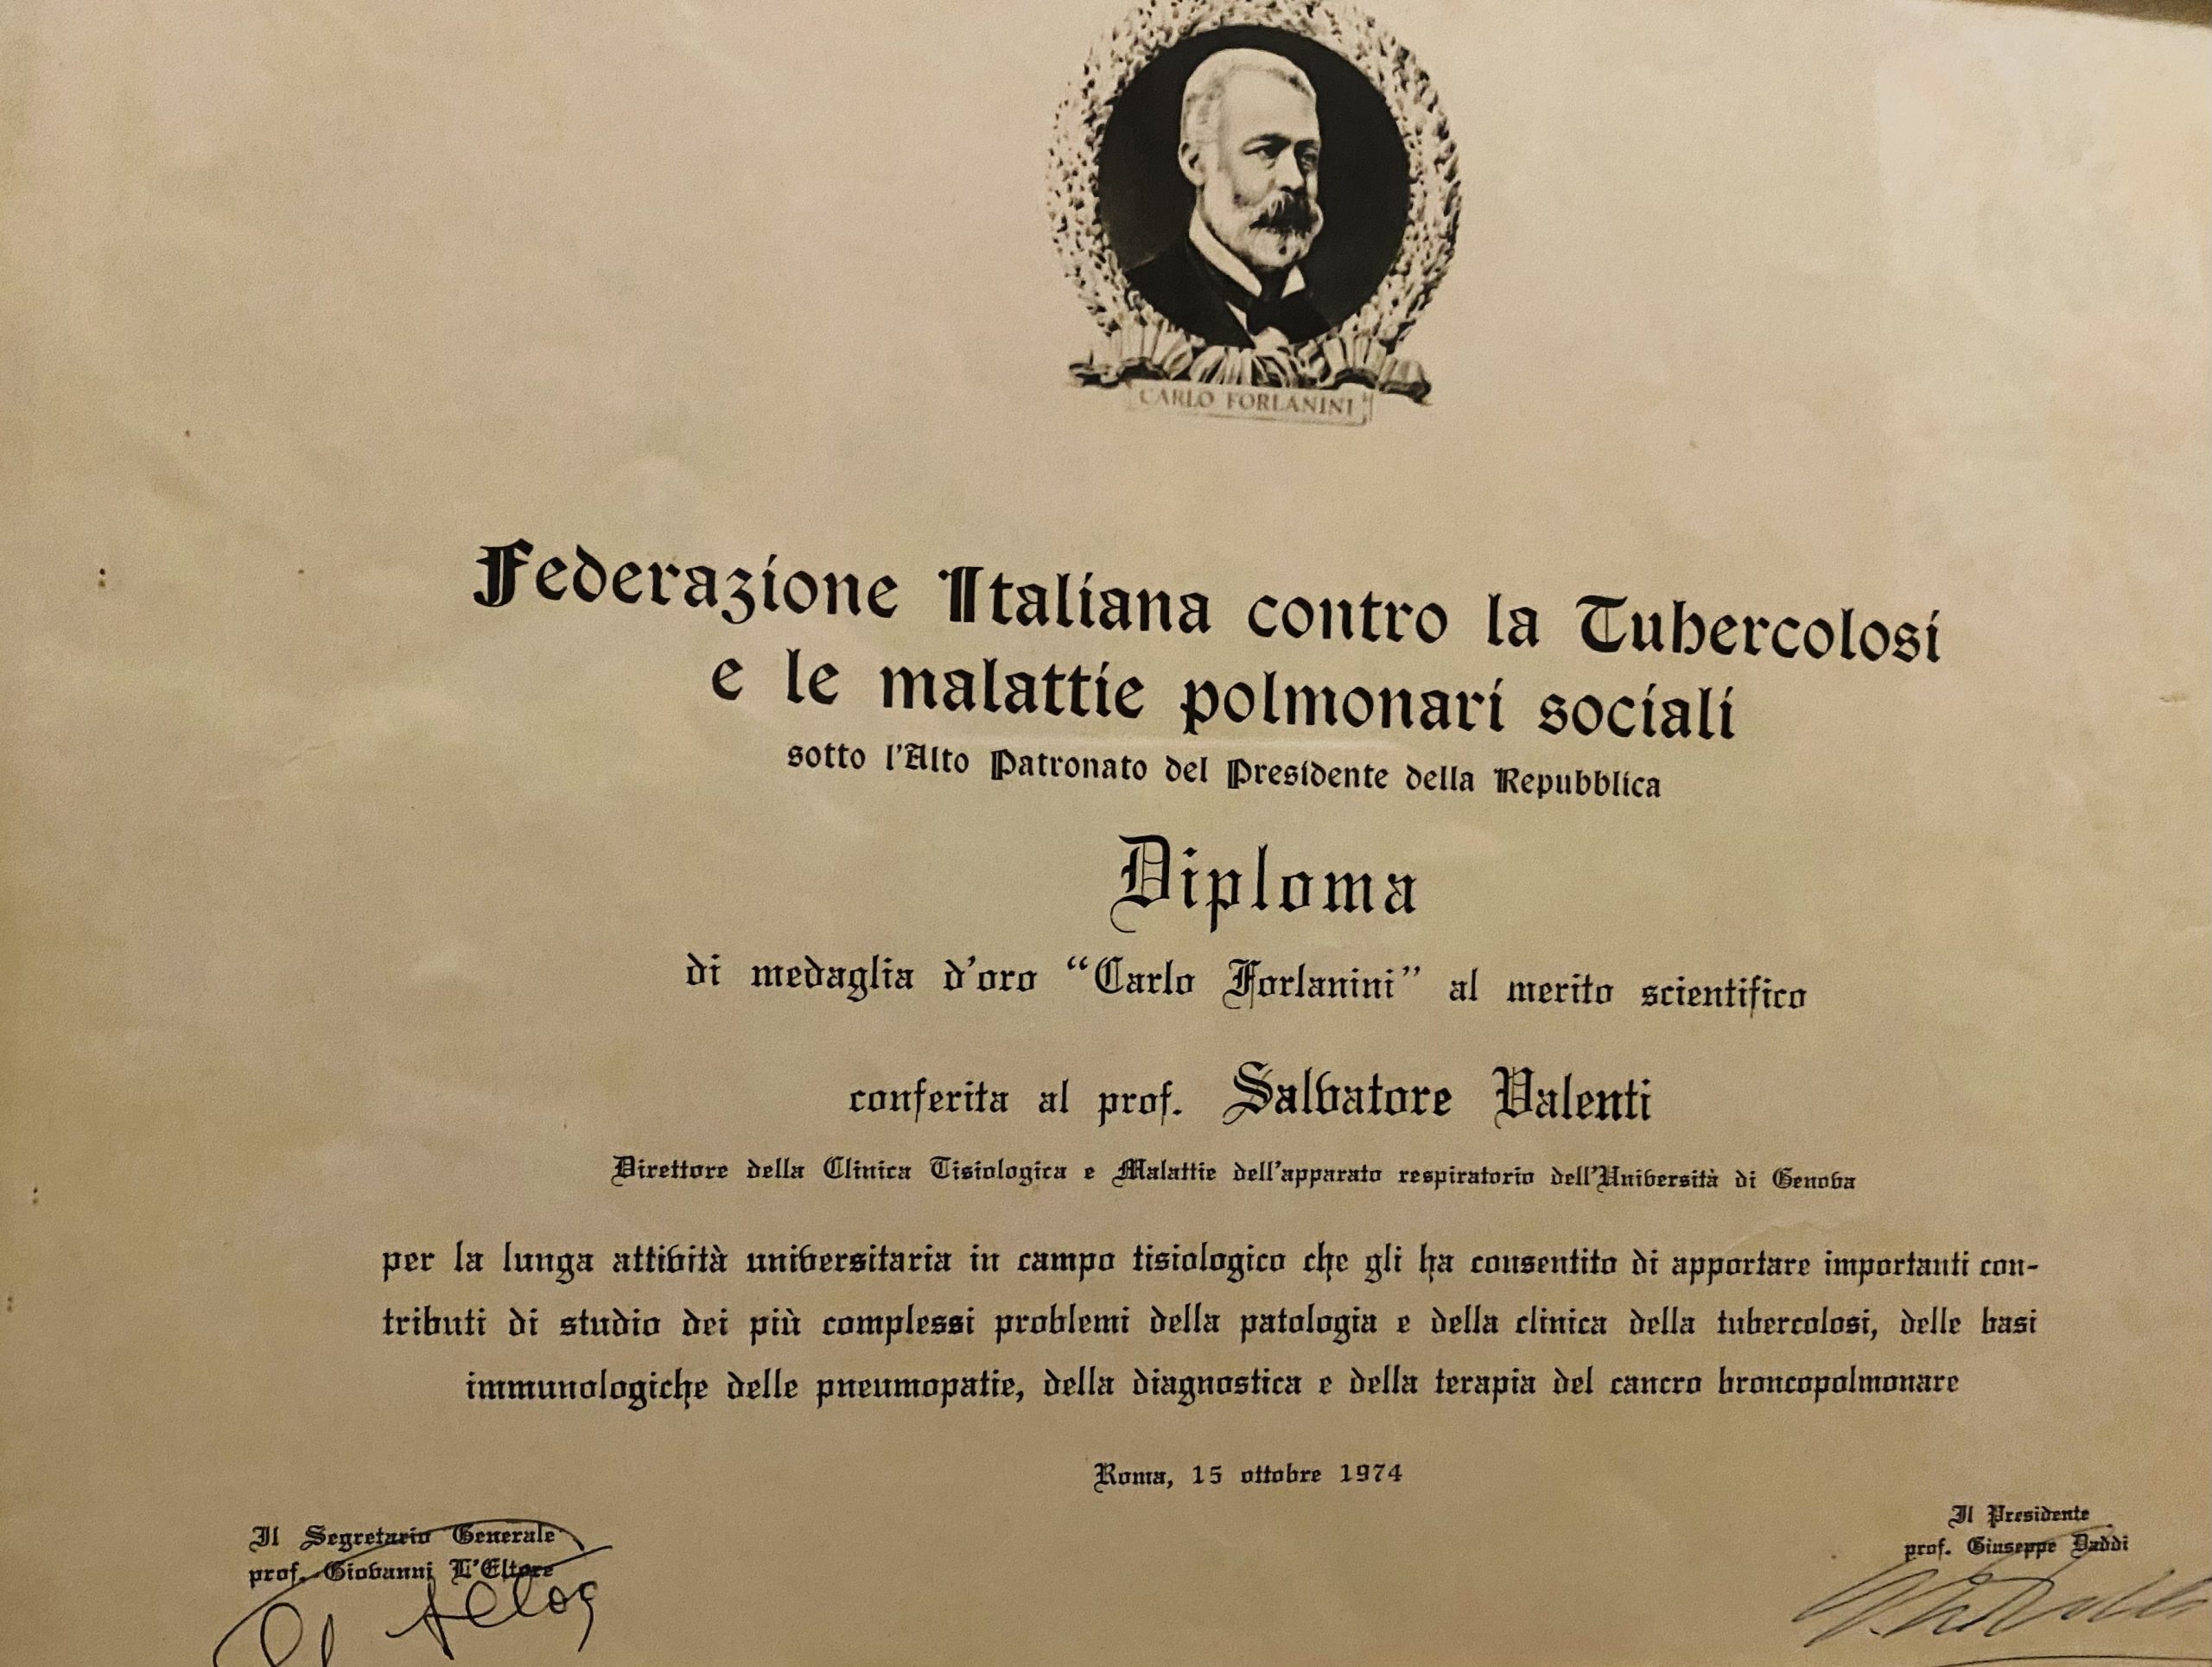 CARLO FORLANINI
Federazione Italiana contro la Tubercolosi
e le malattie polmonari sociali
sotto l'Alto Patronato del Presidente della Repubblica
Diploma
di medaglia d'oro “Carlo Forlanini” al merito scientifico
conferita al prof. Salvatore Valenti
Direttore della Clinica Tisiologica e Malattie dell'apparato respiratorio dell'Università di Genova
per la lunga attività universitaria in campo tisiologico che gli ha consentito di apportare importanti con-
tributi di studio dei più complessi problemi della patologia e della clinica della tubercolosi, delle basi
immunologiche delle pneumopatie, della diagnostica e della terapia del cancro broncopolmonare
Roma, 15 ottobre 1974
Il Segretario Generale
prof. Giovanni L'Eltore
Il Presidente
prof. Giuseppe Daddi